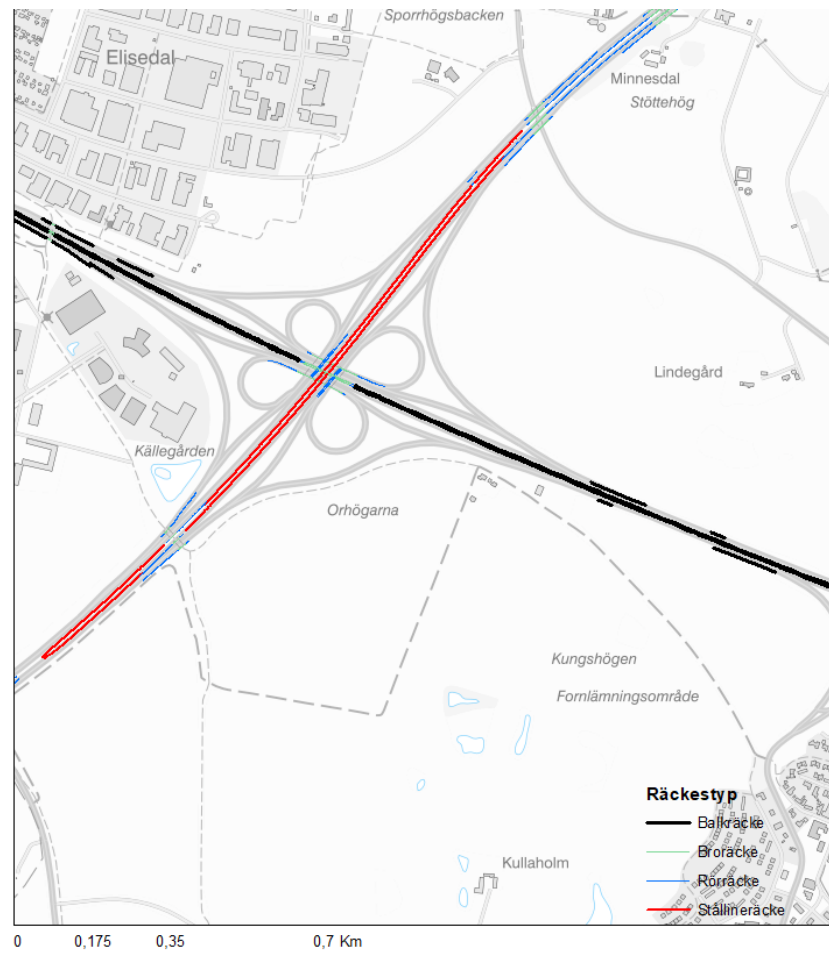 Sporrhögsbacken
Elisedal
Minnesdal
Stöttehög
Lindegård
Källegården
Orhögarna
Kungshögen
Fornlämningsområde
Räckestyp
Balkräcke
Broräcke
Rörräcke
Stållineräcke
Kullaholm
0 0,175 0,35 0,7 Km